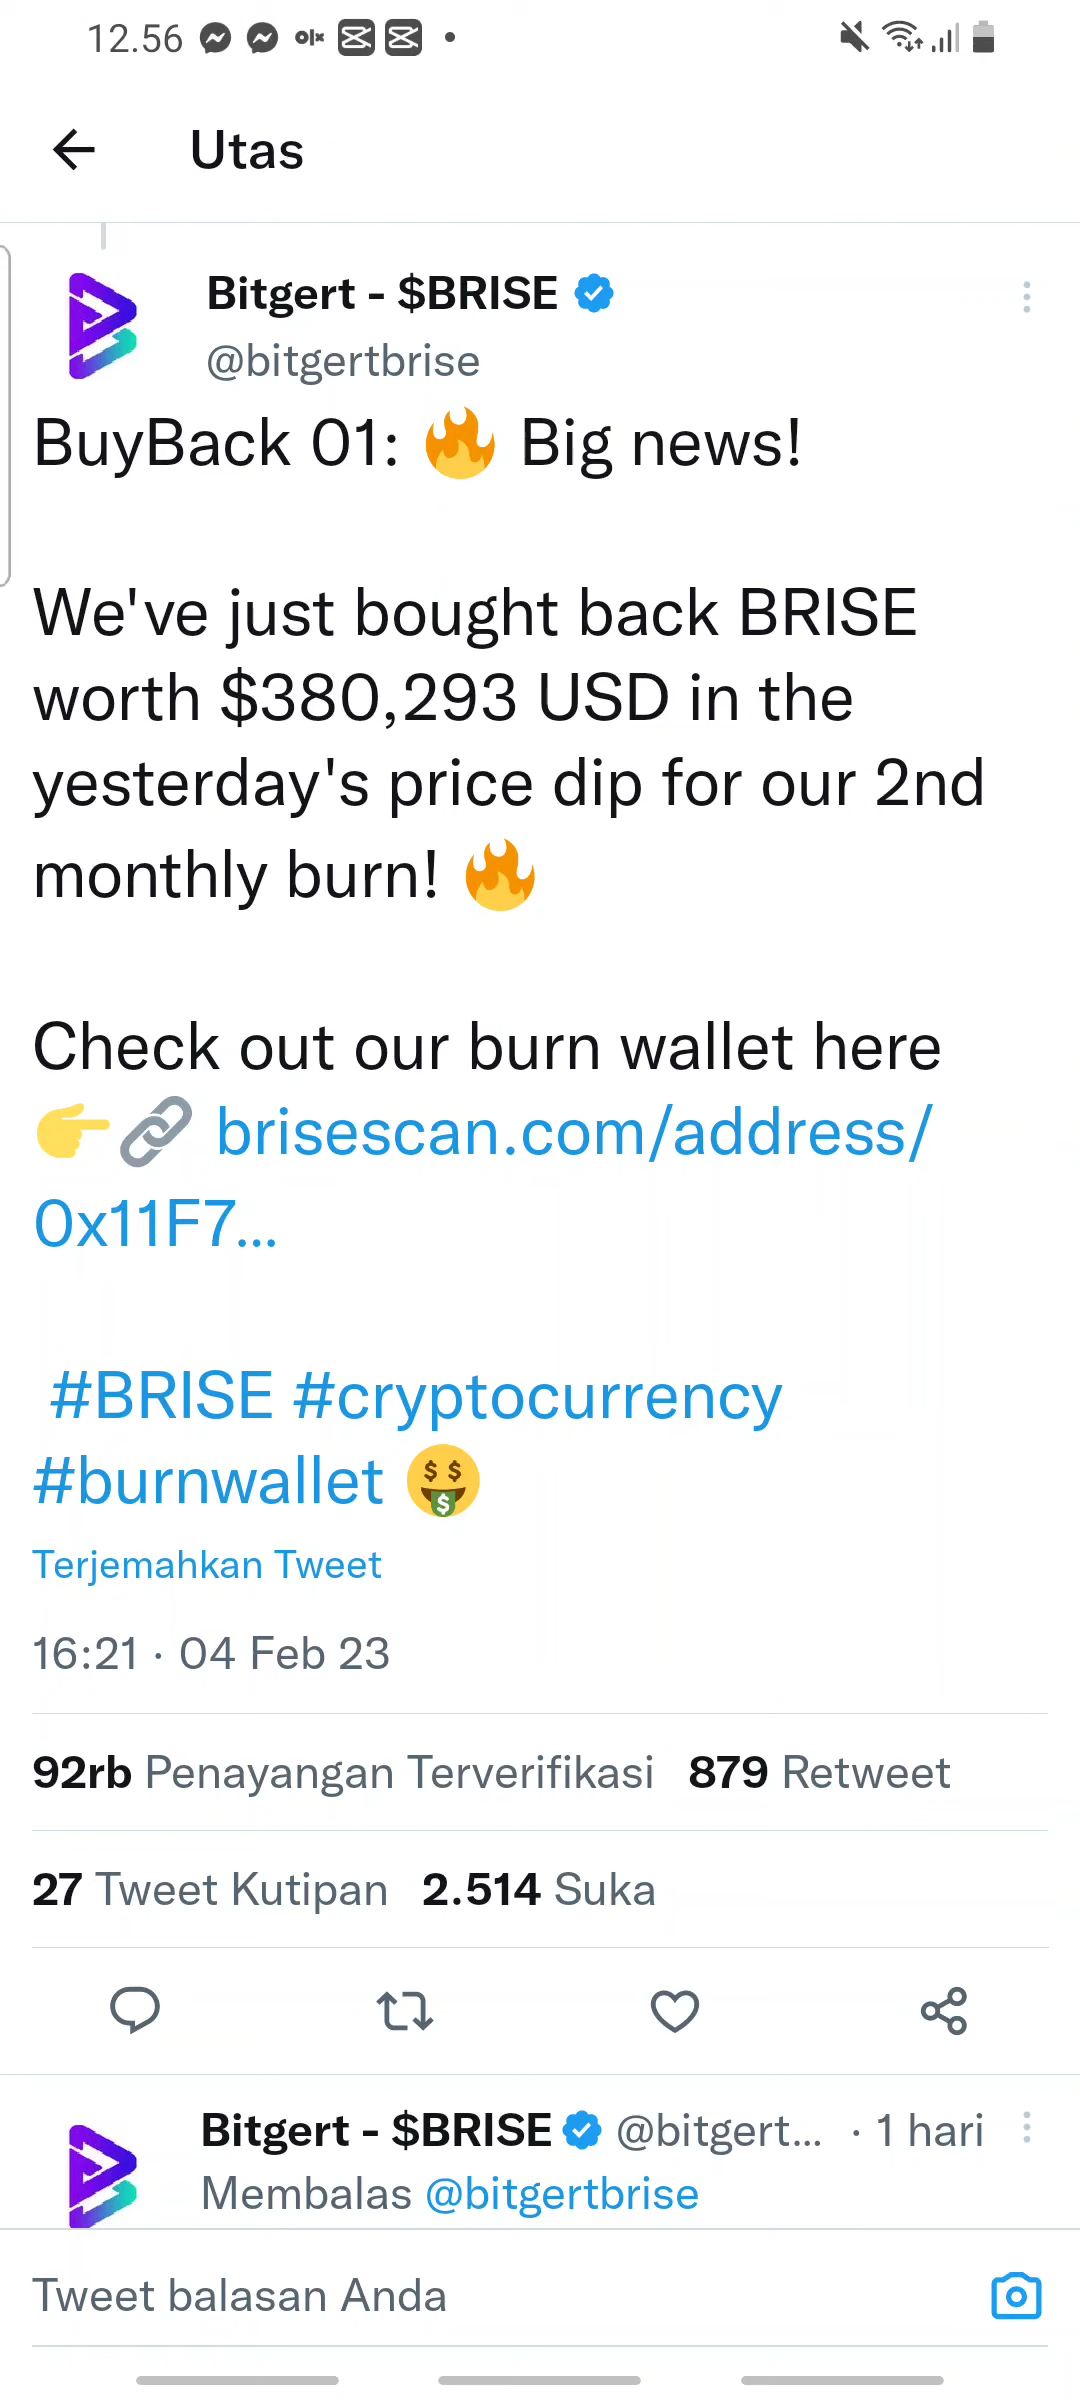 12.56
olx
Utas
Bitgert - $BRISE
@bitgertbrise
BuyBack 01: 🔥 Big news!
We've just bought back BRISE
worth $380,293 USD in the
yesterday's price dip for our 2nd
monthly burn! 🔥
Check out our burn wallet here
👉🔗 brisescan.com/address/
0x11F7...
#BRISE #cryptocurrency
#burnwallet 🤑
Terjemahkan Tweet
16:21 · 04 Feb 23
92rb Penayangan Terverifikasi 879 Retweet
27 Tweet Kutipan 2.514 Suka
Bitgert - $BRISE @bitgert... · 1 hari
Membalas @bitgertbrise
Tweet balasan Anda